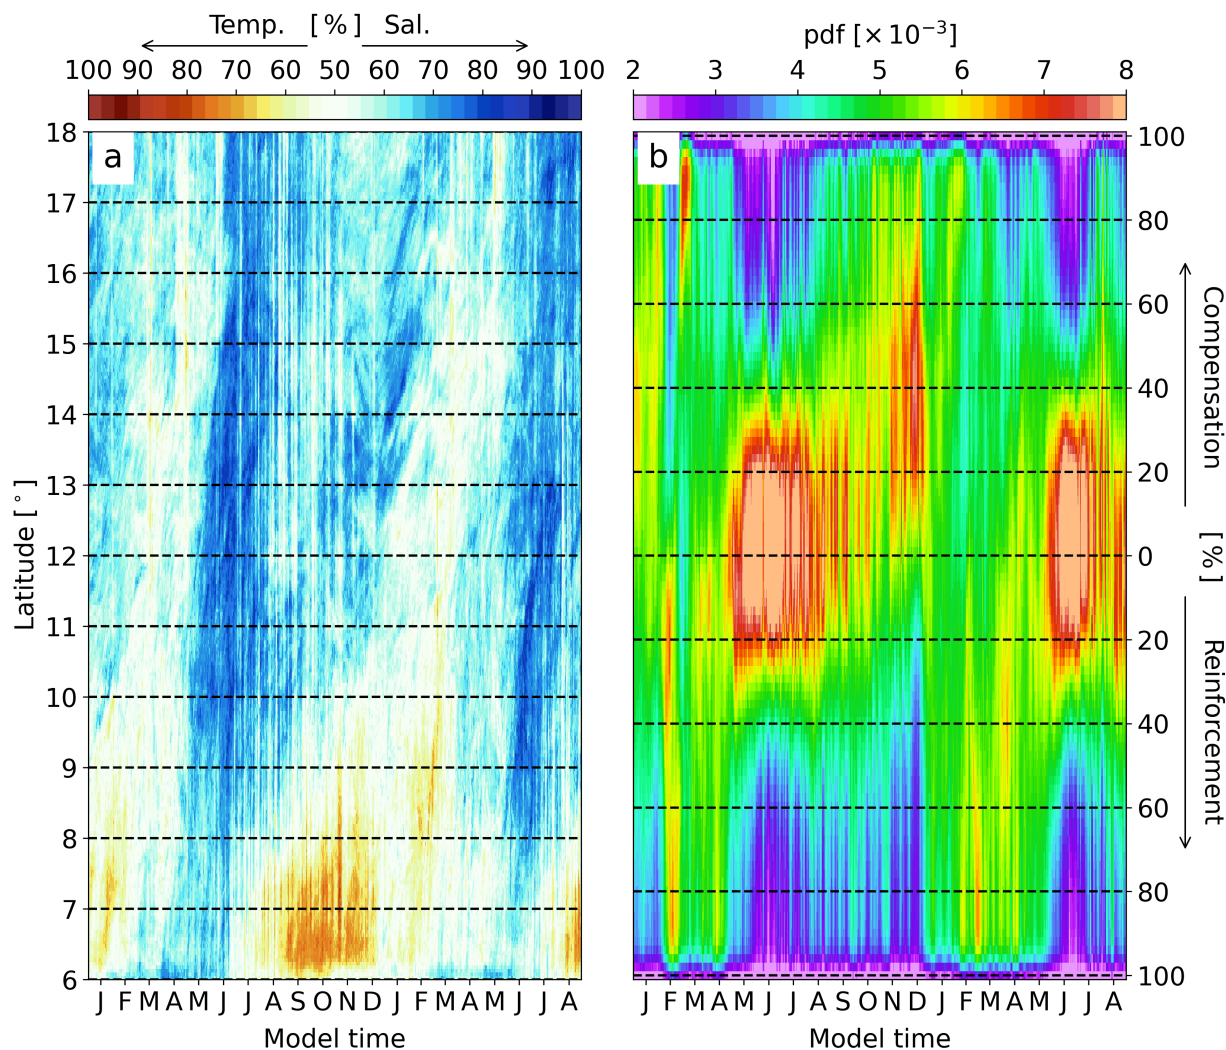 Temp. [%] Sal.
100 90 80 70 60 50 60 70 80 90 100
a
18
17
16
15
14
13
12
11
10
9
8
7
6
Latitude [°]
J F M A M J J A S O N D J F M A M J J A
Model time
pdf [×10⁻³]
2 3 4 5 6 7 8
b
100
80
60
40
20
0
20
40
60
80
100
Compensation
[%]
Reinforcement
J F M A M J J A S O N D J F M A M J J A
Model time